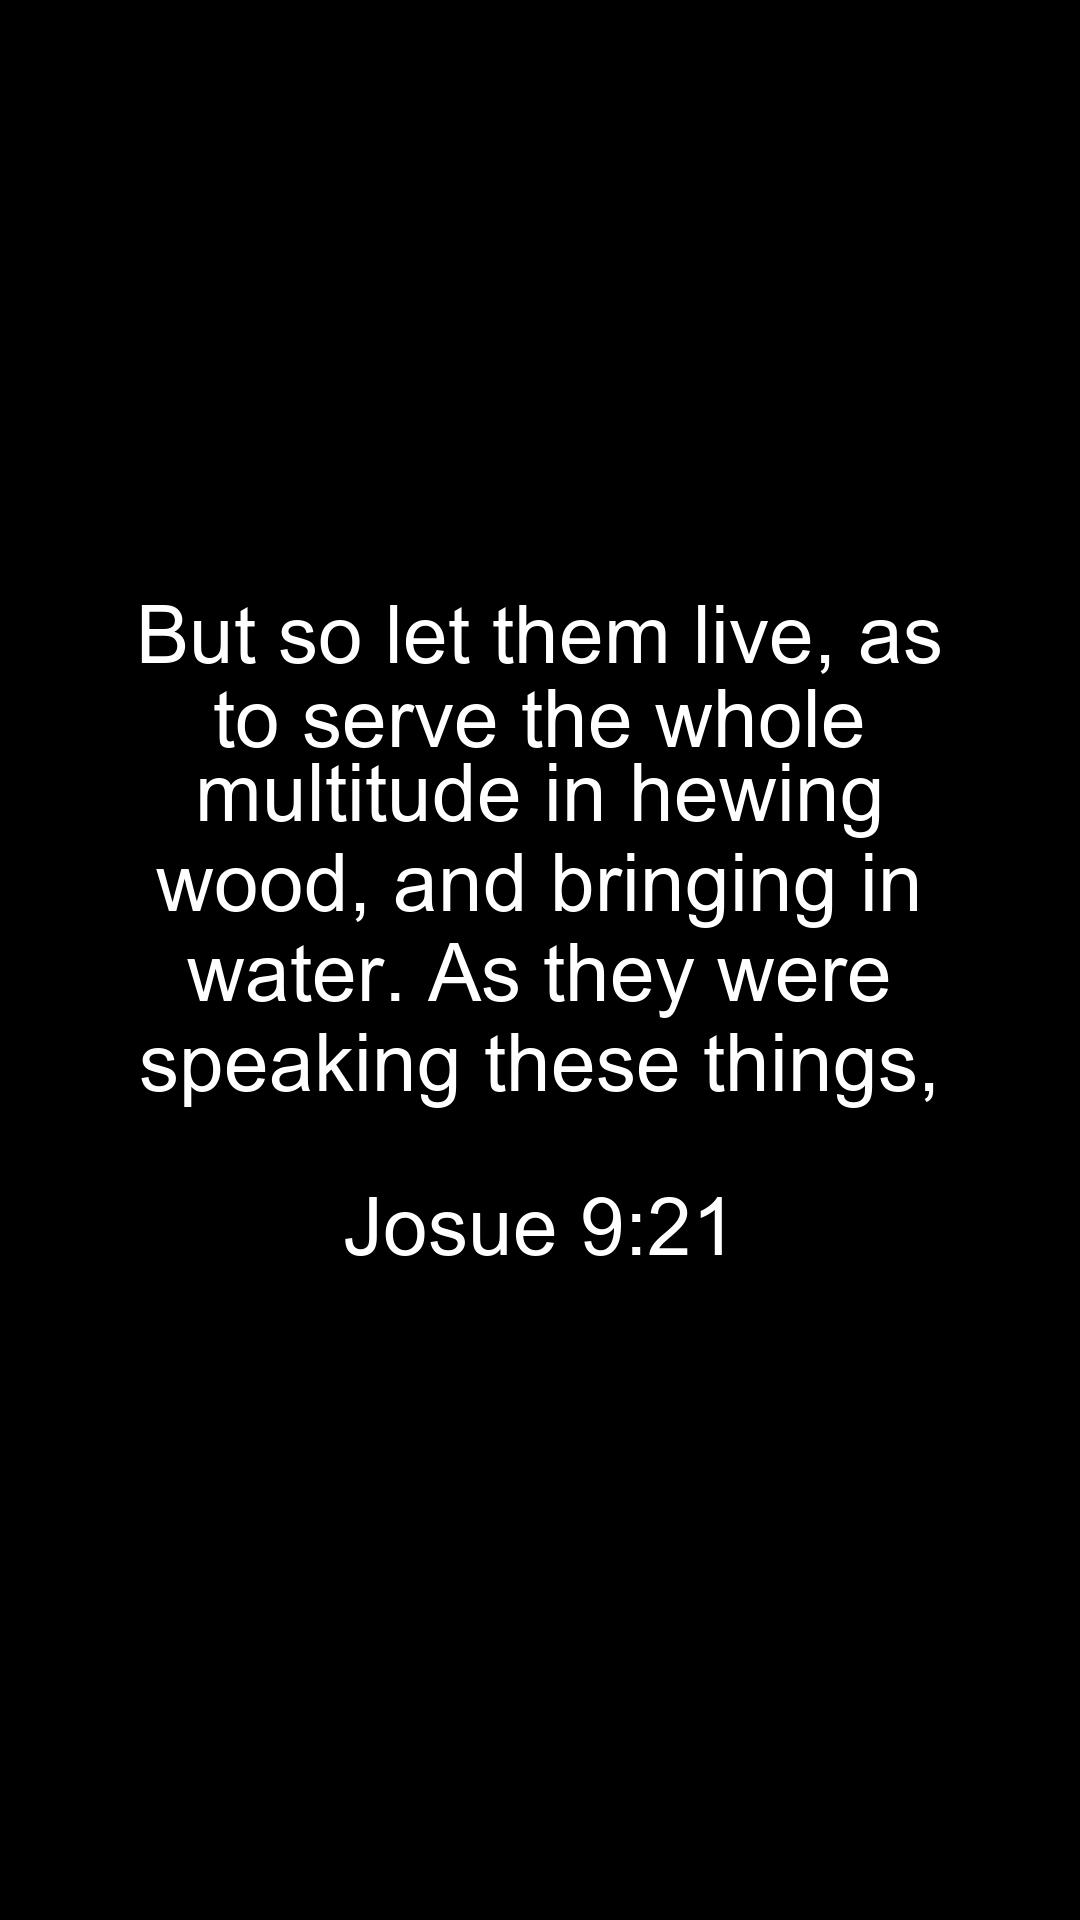 But so let them live, as
to serve the whole
multitude in hewing
wood, and bringing in
water. As they were
speaking these things,
Josue 9:21